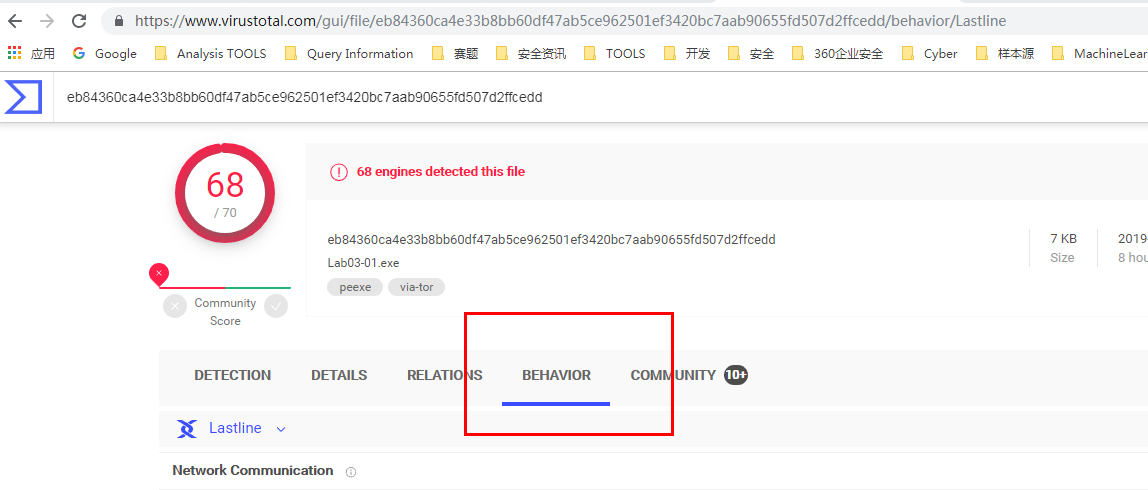 https://www.virustotal.com/gui/file/eb84360ca4e33b8bb60df47ab5ce962501ef3420bc7aab90655fd507d2ffcedd/behavior/Lastline
应用 Google Analysis TOOLS Query Information 赛题 安全资讯 TOOLS 开发 安全 360企业安全 Cyber 样本源 MachineLear
eb84360ca4e33b8bb60df47ab5ce962501ef3420bc7aab90655fd507d2ffcedd
68
/ 70
68 engines detected this file
eb84360ca4e33b8bb60df47ab5ce962501ef3420bc7aab90655fd507d2ffcedd
Lab03-01.exe
peexe via-tor
7 KB
Size
2019
8 hou
Community
Score
DETECTION DETAILS RELATIONS BEHAVIOR COMMUNITY 10+
Lastline
Network Communication